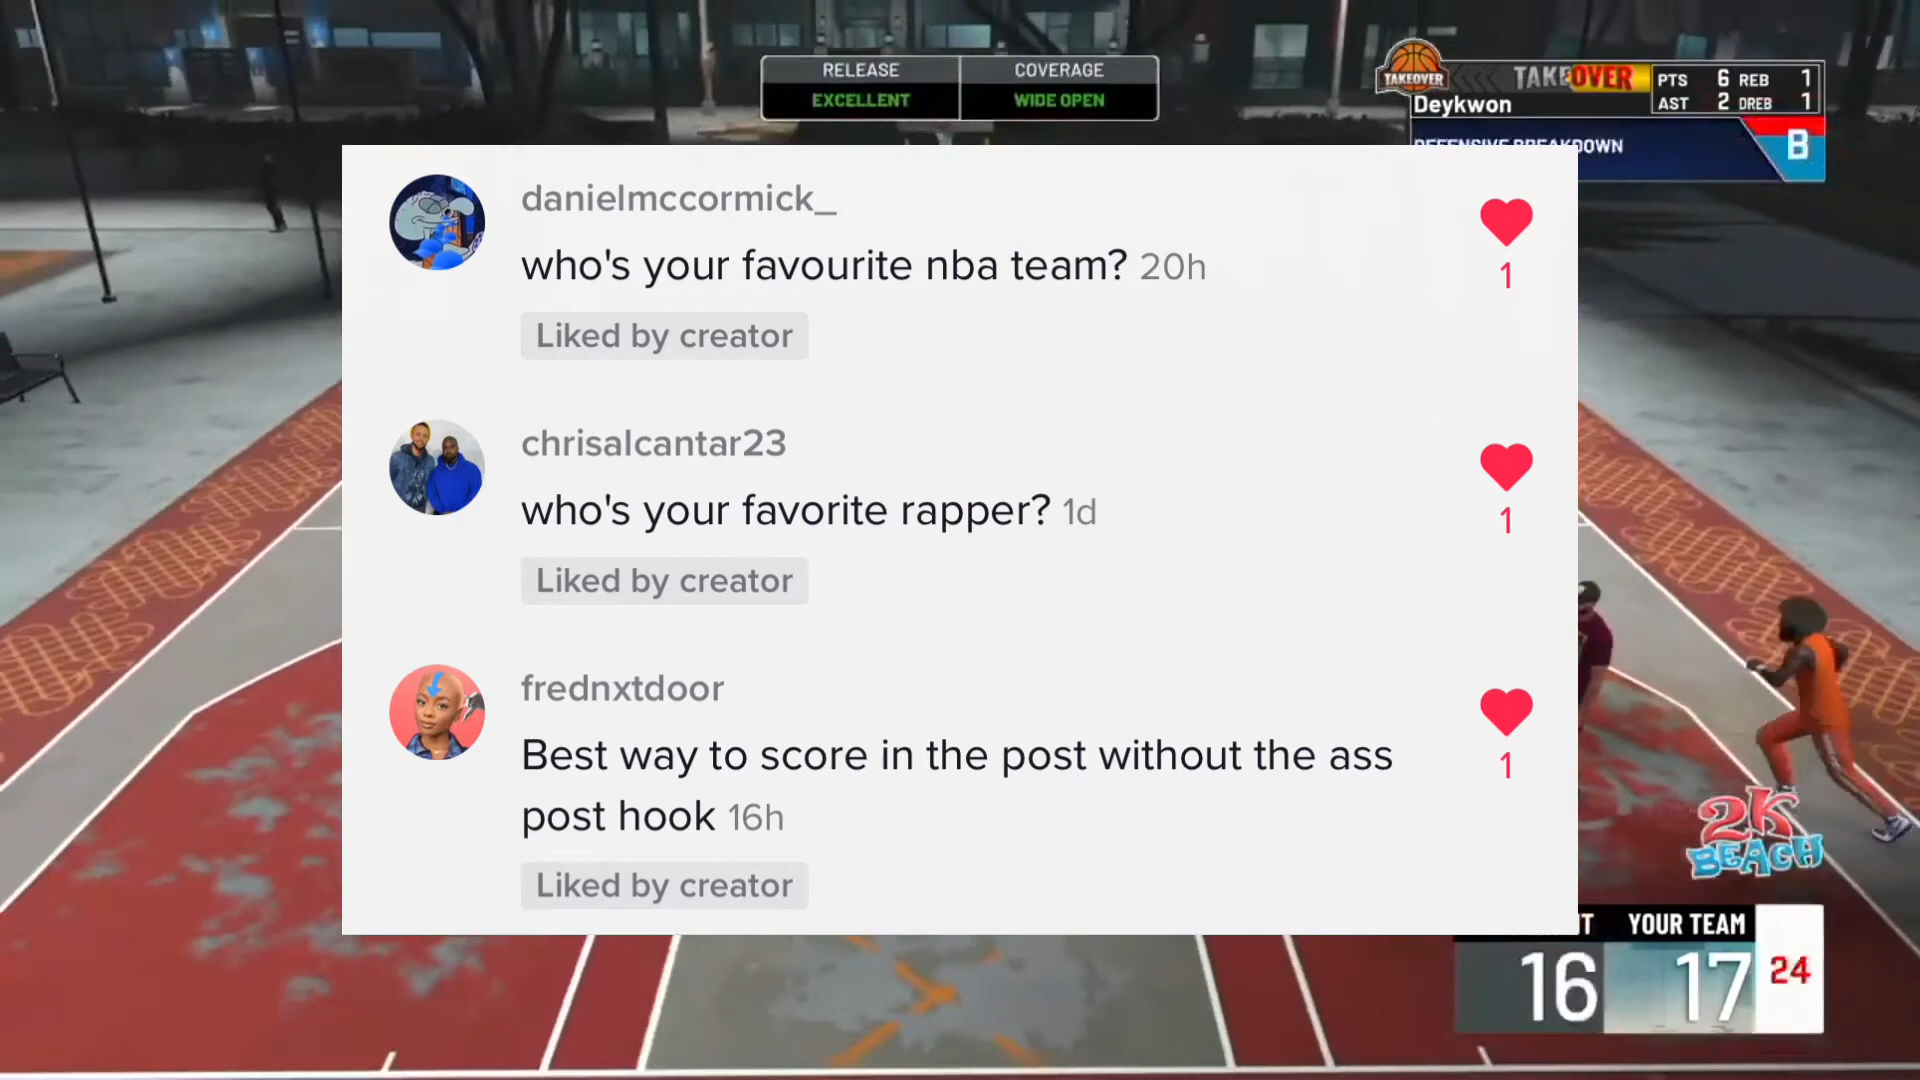 RELEASE
EXCELLENT
COVERAGE
WIDE OPEN
TAKEOVER
TAKEOVER
Deykwon
PTS 6 REB 1
AST 2 DREB 1
DEFENSIVE BREAKDOWN
B
danielmccormick_
who's your favourite nba team? 20h
1
Liked by creator
chrisalcantar23
who's your favorite rapper? 1d
1
Liked by creator
frednxtdoor
Best way to score in the post without the ass
post hook 16h
1
Liked by creator
2K
BEACH
YOUR TEAM
16 17 24